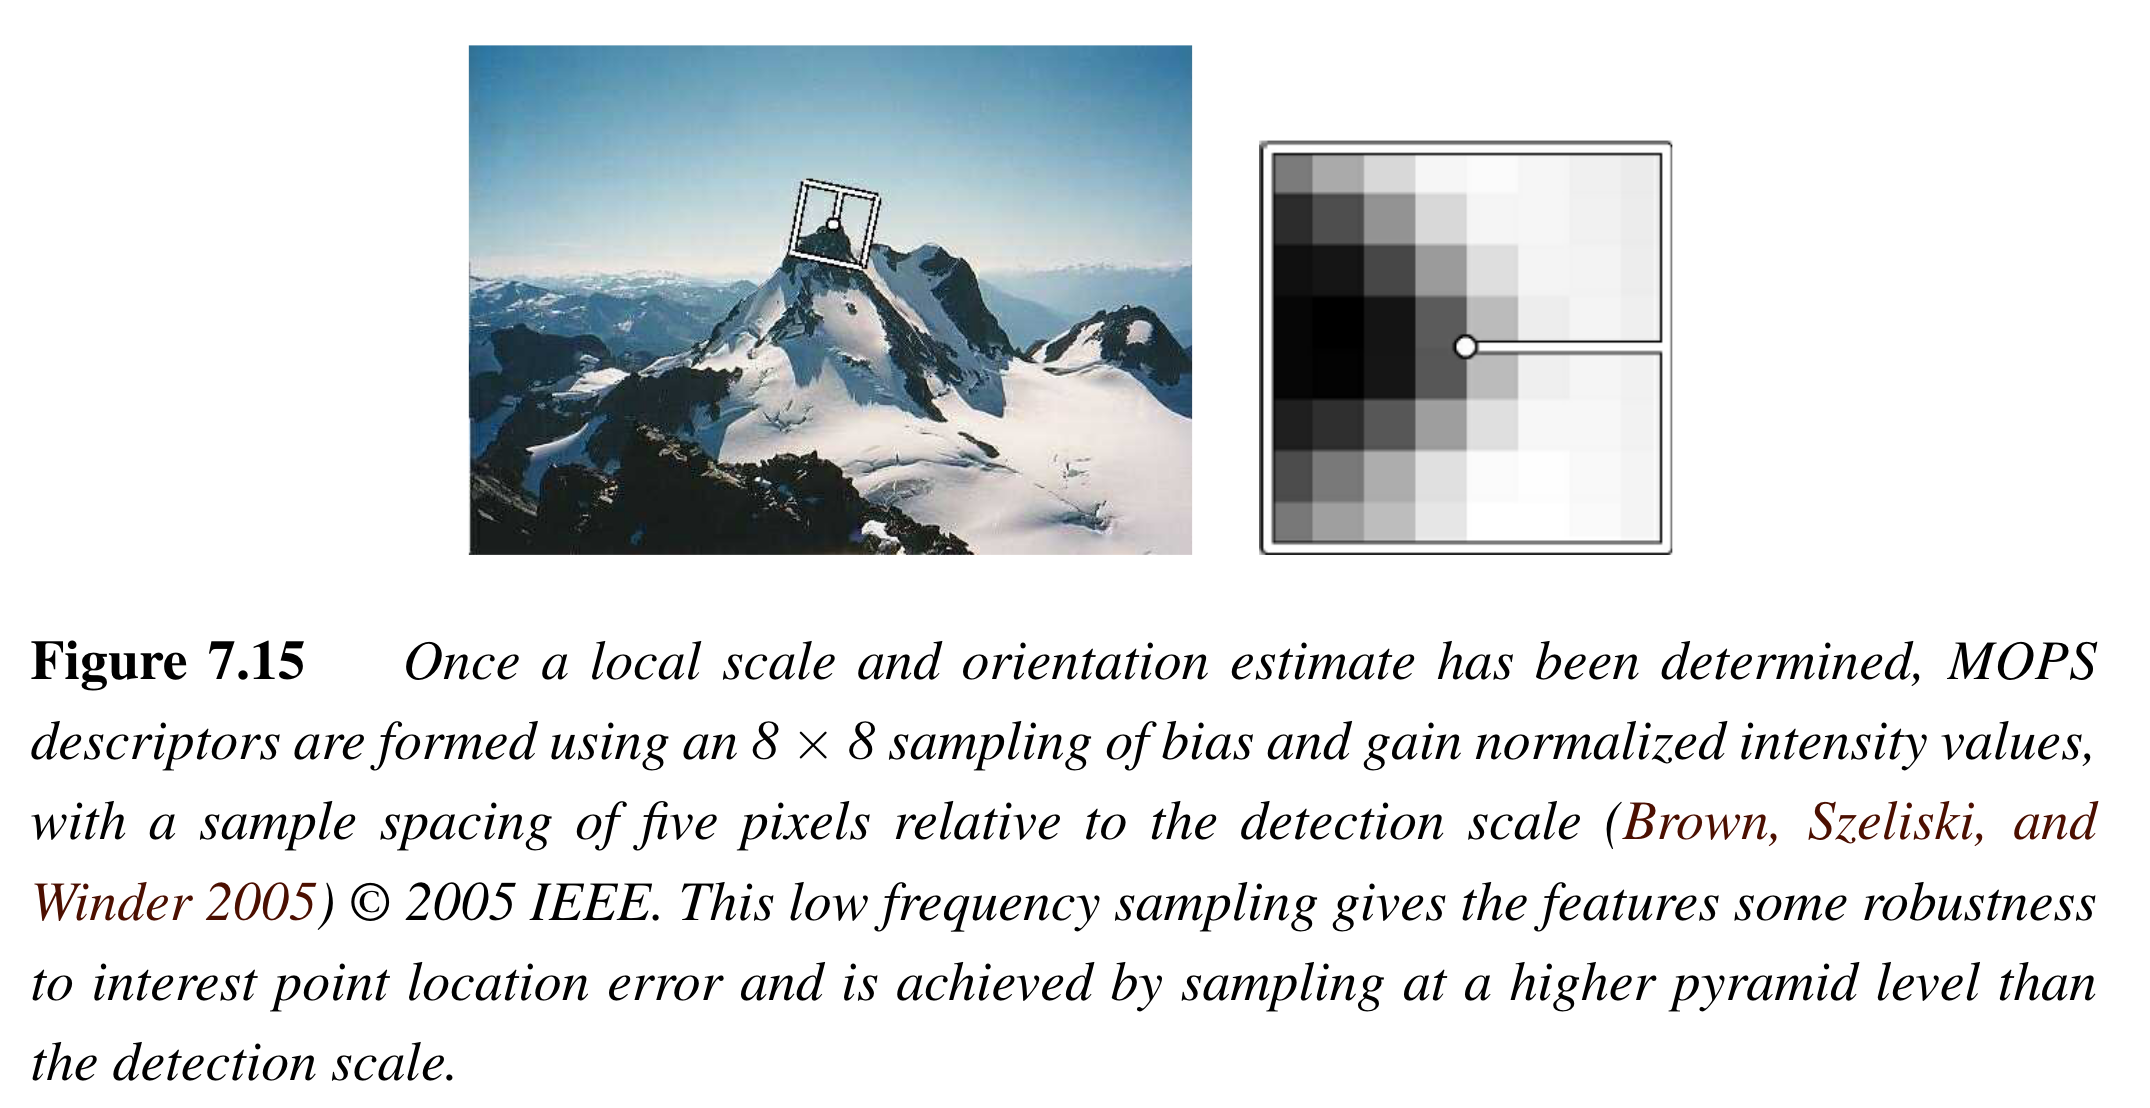 Figure 7.15 Once a local scale and orientation estimate has been determined, MOPS
descriptors are formed using an 8 × 8 sampling of bias and gain normalized intensity values,
with a sample spacing of five pixels relative to the detection scale (Brown, Szeliski, and
Winder 2005) © 2005 IEEE. This low frequency sampling gives the features some robustness
to interest point location error and is achieved by sampling at a higher pyramid level than
the detection scale.